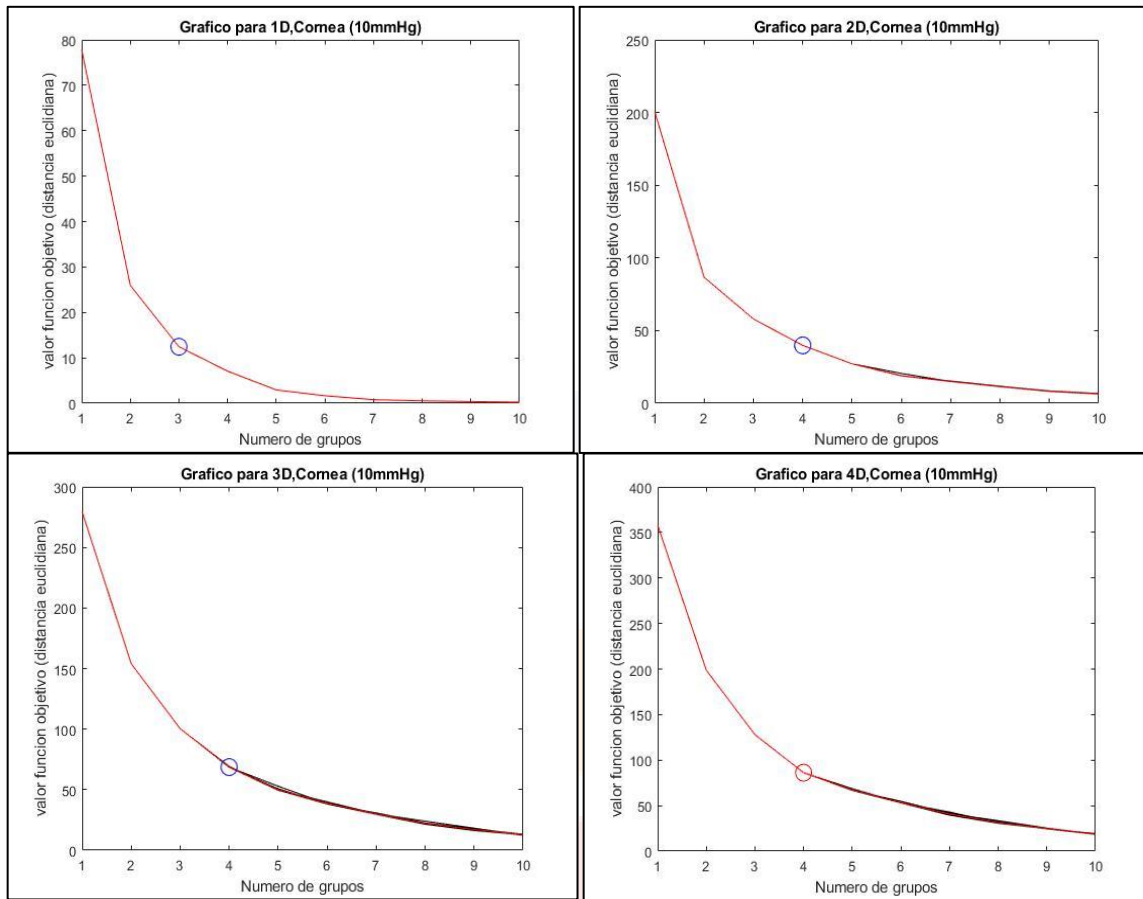 Grafico para 1D,Cornea (10mmHg)
valor funcion objetivo (distancia euclidiana)
80
70
60
50
40
30
20
10
0
1 2 3 4 5 6 7 8 9 10
Numero de grupos
Grafico para 2D,Cornea (10mmHg)
valor funcion objetivo (distancia euclidiana)
250
200
150
100
50
0
1 2 3 4 5 6 7 8 9 10
Numero de grupos
Grafico para 3D,Cornea (10mmHg)
valor funcion objetivo (distancia euclidiana)
300
250
200
150
100
50
0
1 2 3 4 5 6 7 8 9 10
Numero de grupos
Grafico para 4D,Cornea (10mmHg)
valor funcion objetivo (distancia euclidiana)
400
350
300
250
200
150
100
50
0
1 2 3 4 5 6 7 8 9 10
Numero de grupos